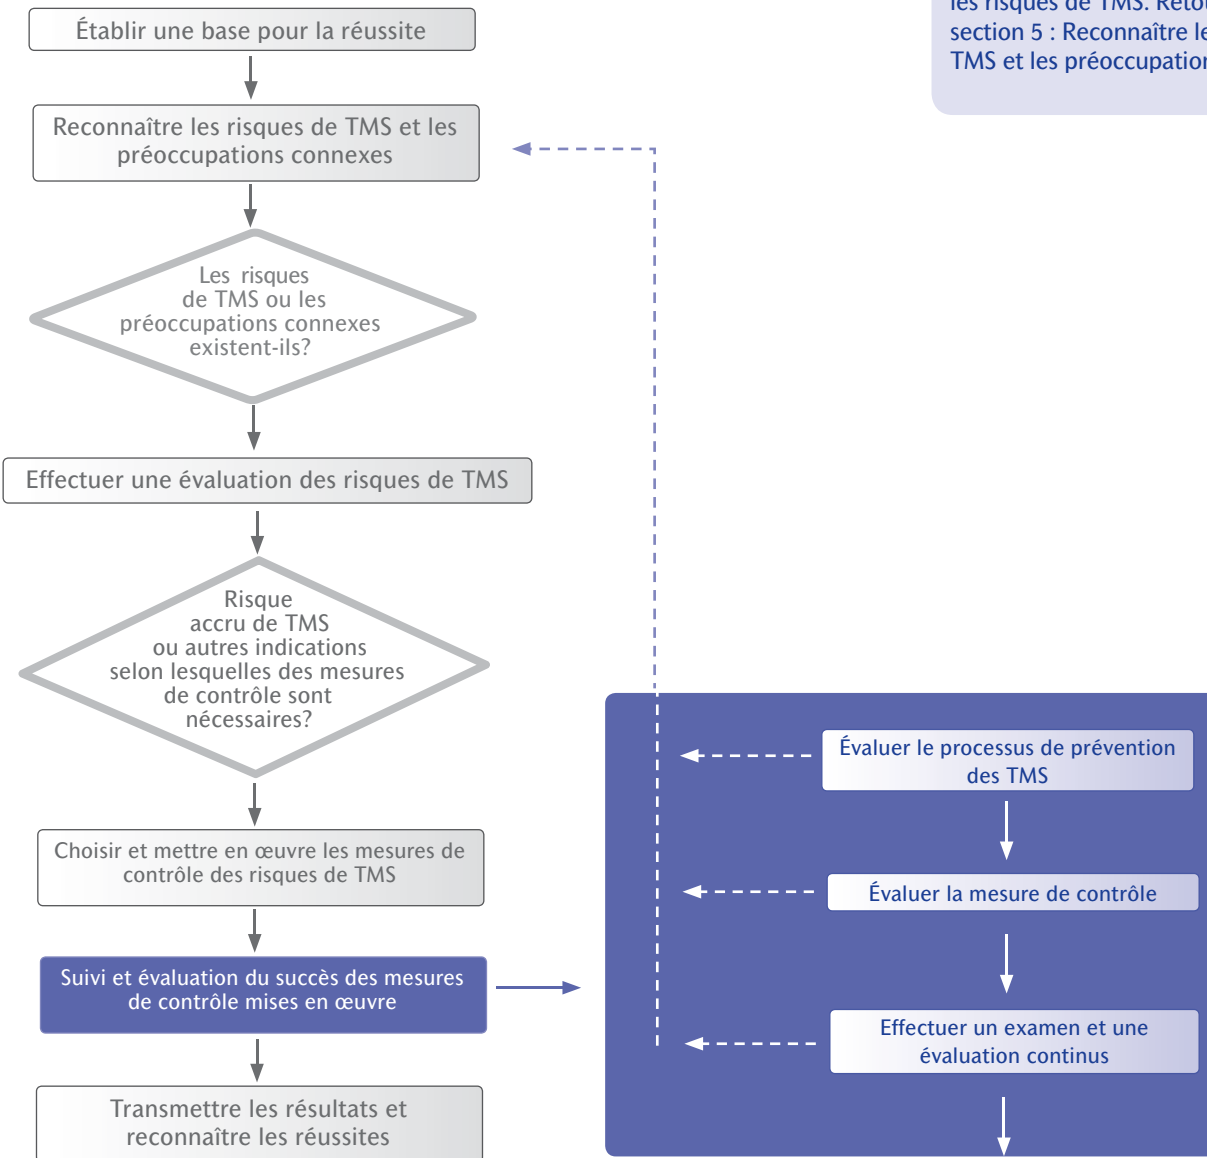 Établir une base pour la réussite
Reconnaître les risques de TMS et les
préoccupations connexes
Les risques
de TMS ou les
préoccupations connexes
existent-ils?
Effectuer une évaluation des risques de TMS
Risque
accru de TMS
ou autres indications
selon lesquelles des mesures
de contrôle sont
nécessaires?
Choisir et mettre en œuvre les mesures de
contrôle des risques de TMS
Suivi et évaluation du succès des mesures
de contrôle mises en œuvre
Transmettre les résultats et
reconnaître les réussites
les risques de TMS.
section 5 : Reconnaître
TMS et les
Évaluer le processus de prévention
des TMS
Évaluer la mesure de contrôle
Effectuer un examen et une
évaluation continus